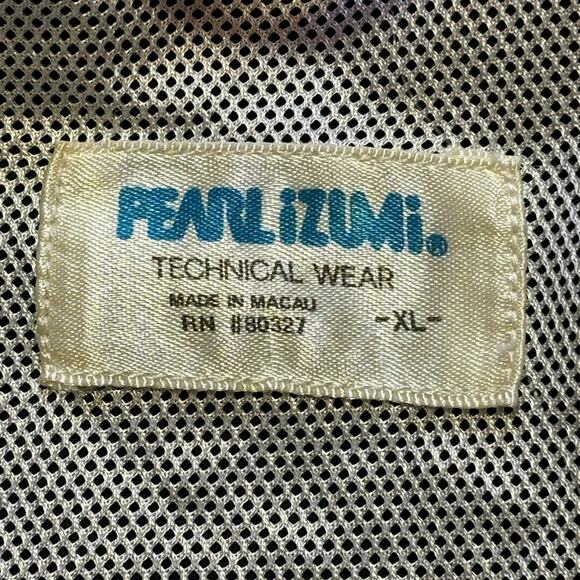 PEARL iZUMi®
TECHNICAL WEAR
MADE IN MACAU
RN #80327 -XL-